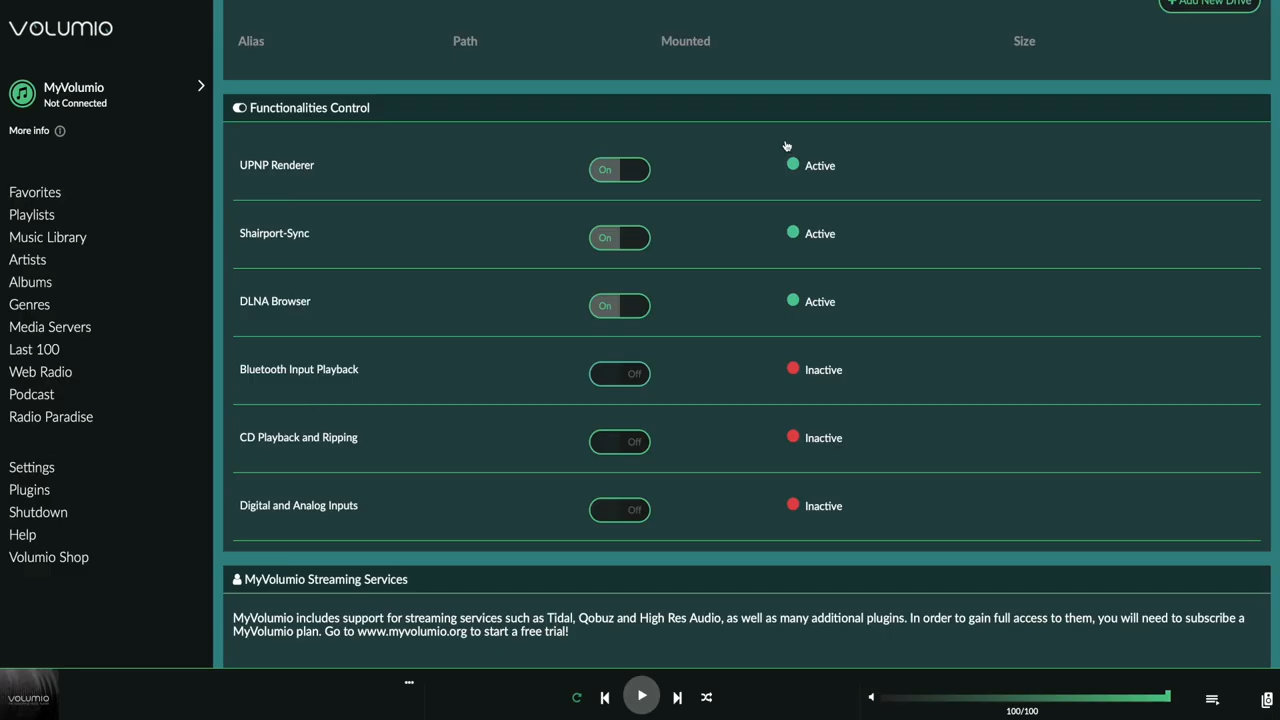 VOLUMIO
MyVolumio
Not Connected
More info
Favorites
Playlists
Music Library
Artists
Albums
Genres
Media Servers
Last 100
Web Radio
Podcast
Radio Paradise
Settings
Plugins
Shutdown
Help
Volumio Shop
+ Add New Drive
Alias Path Mounted Size
Functionalities Control
UPNP Renderer On Active
Shairport-Sync On Active
DLNA Browser On Active
Bluetooth Input Playback Off Inactive
CD Playback and Ripping Off Inactive
Digital and Analog Inputs Off Inactive
MyVolumio Streaming Services
MyVolumio includes support for streaming services such as Tidal, Qobuz and High Res Audio, as well as many additional plugins. In order to gain full access to them, you will need to subscribe a
MyVolumio plan. Go to www.myvolumio.org to start a free trial!
VOLUMIO
100/100